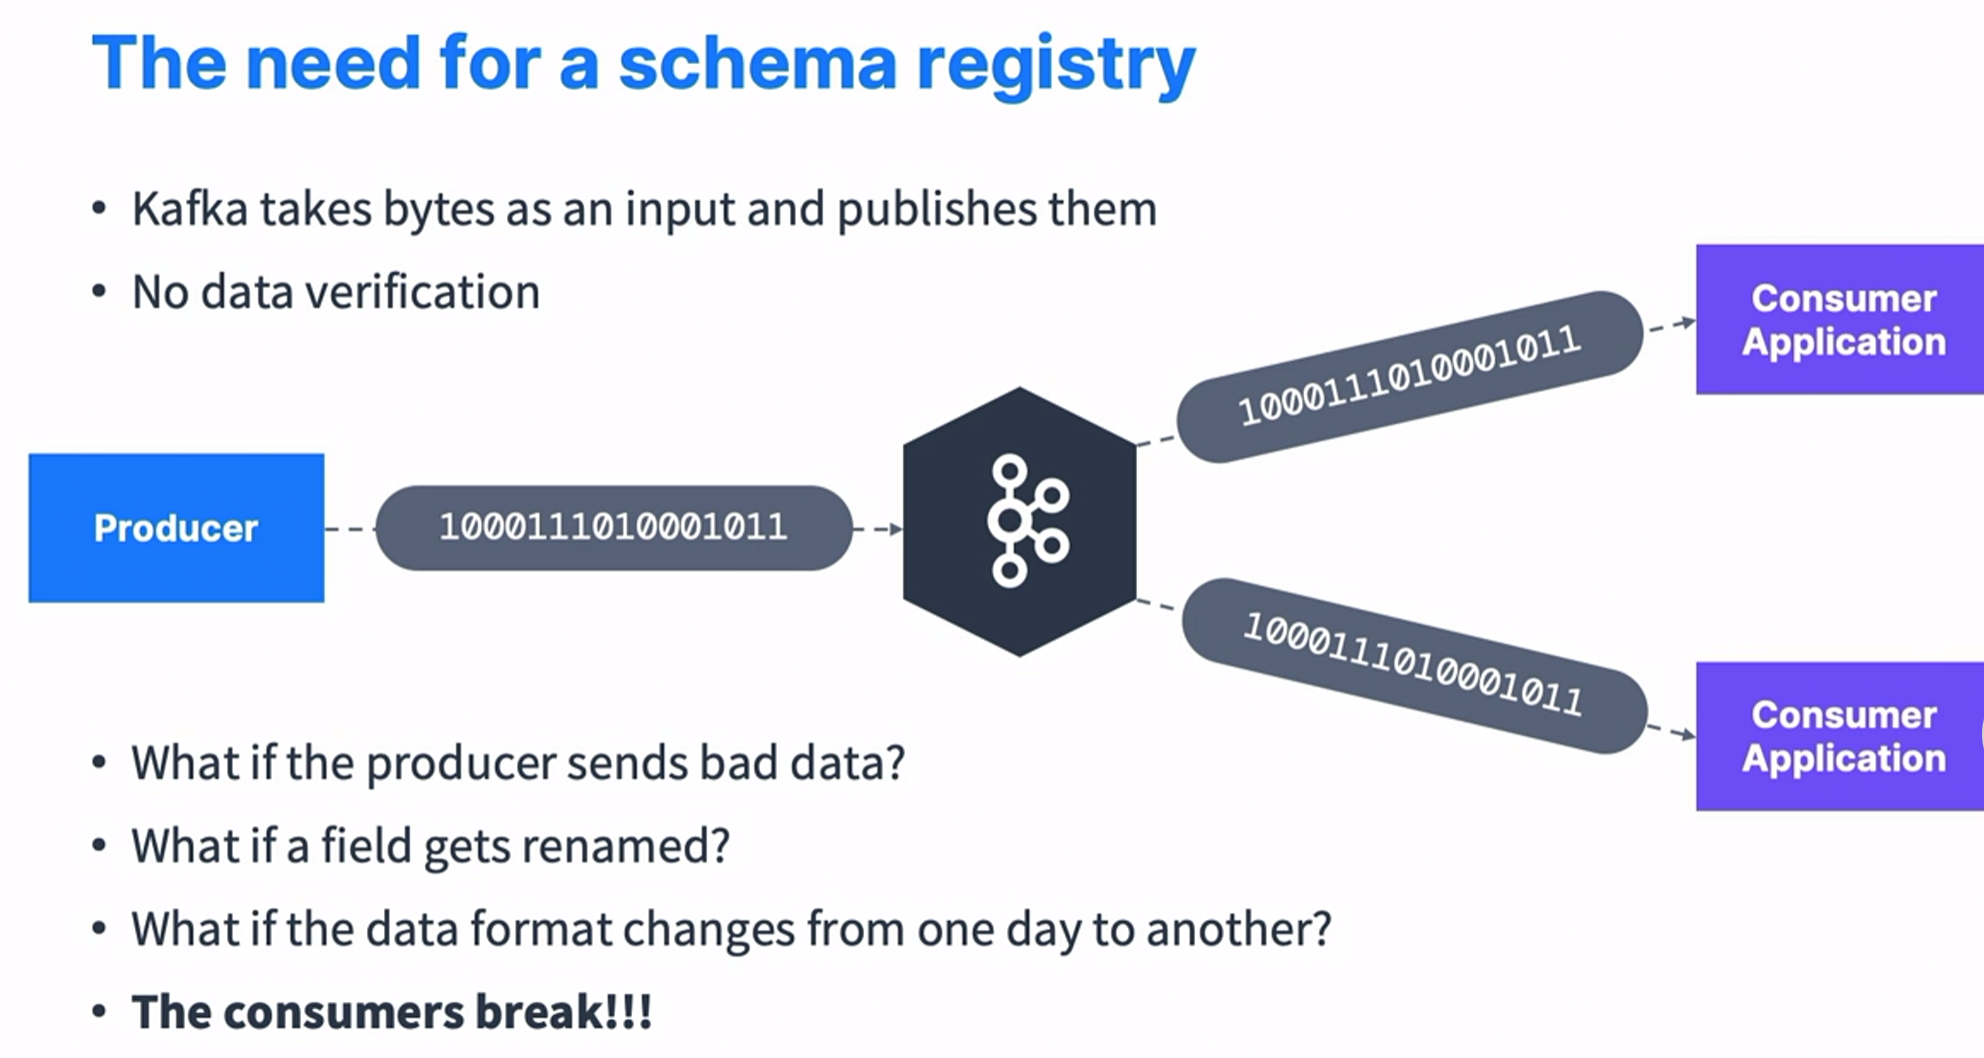 The need for a schema registry
• Kafka takes bytes as an input and publishes them
• No data verification
Producer
1000111010001011
1000111010001011
Consumer
Application
1000111010001011
Consumer
Application
• What if the producer sends bad data?
• What if a field gets renamed?
• What if the data format changes from one day to another?
• The consumers break!!!